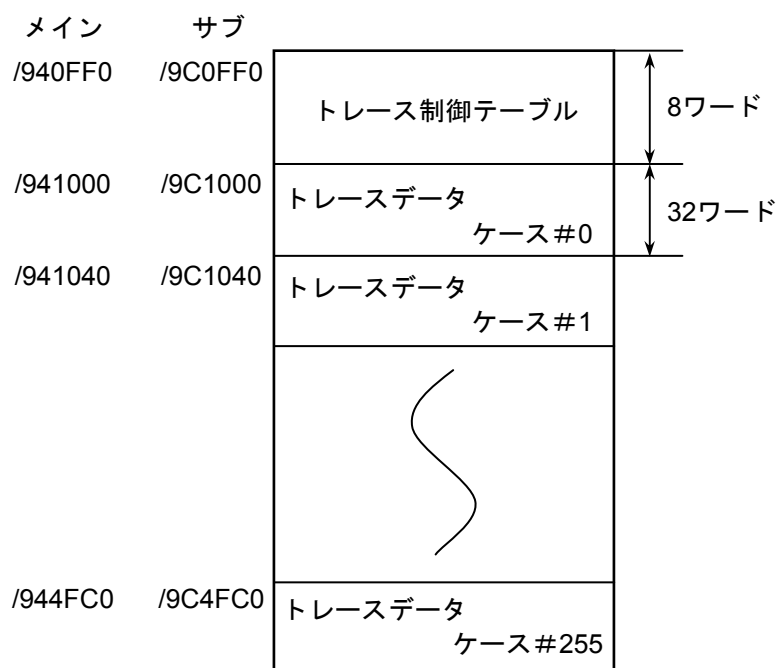 メイン サブ
/940FF0 /9C0FF0
トレース制御テーブル
8ワード
/941000 /9C1000
トレースデータ
ケース#0
32ワード
/941040 /9C1040
トレースデータ
ケース#1
/944FC0 /9C4FC0
トレースデータ
ケース#255